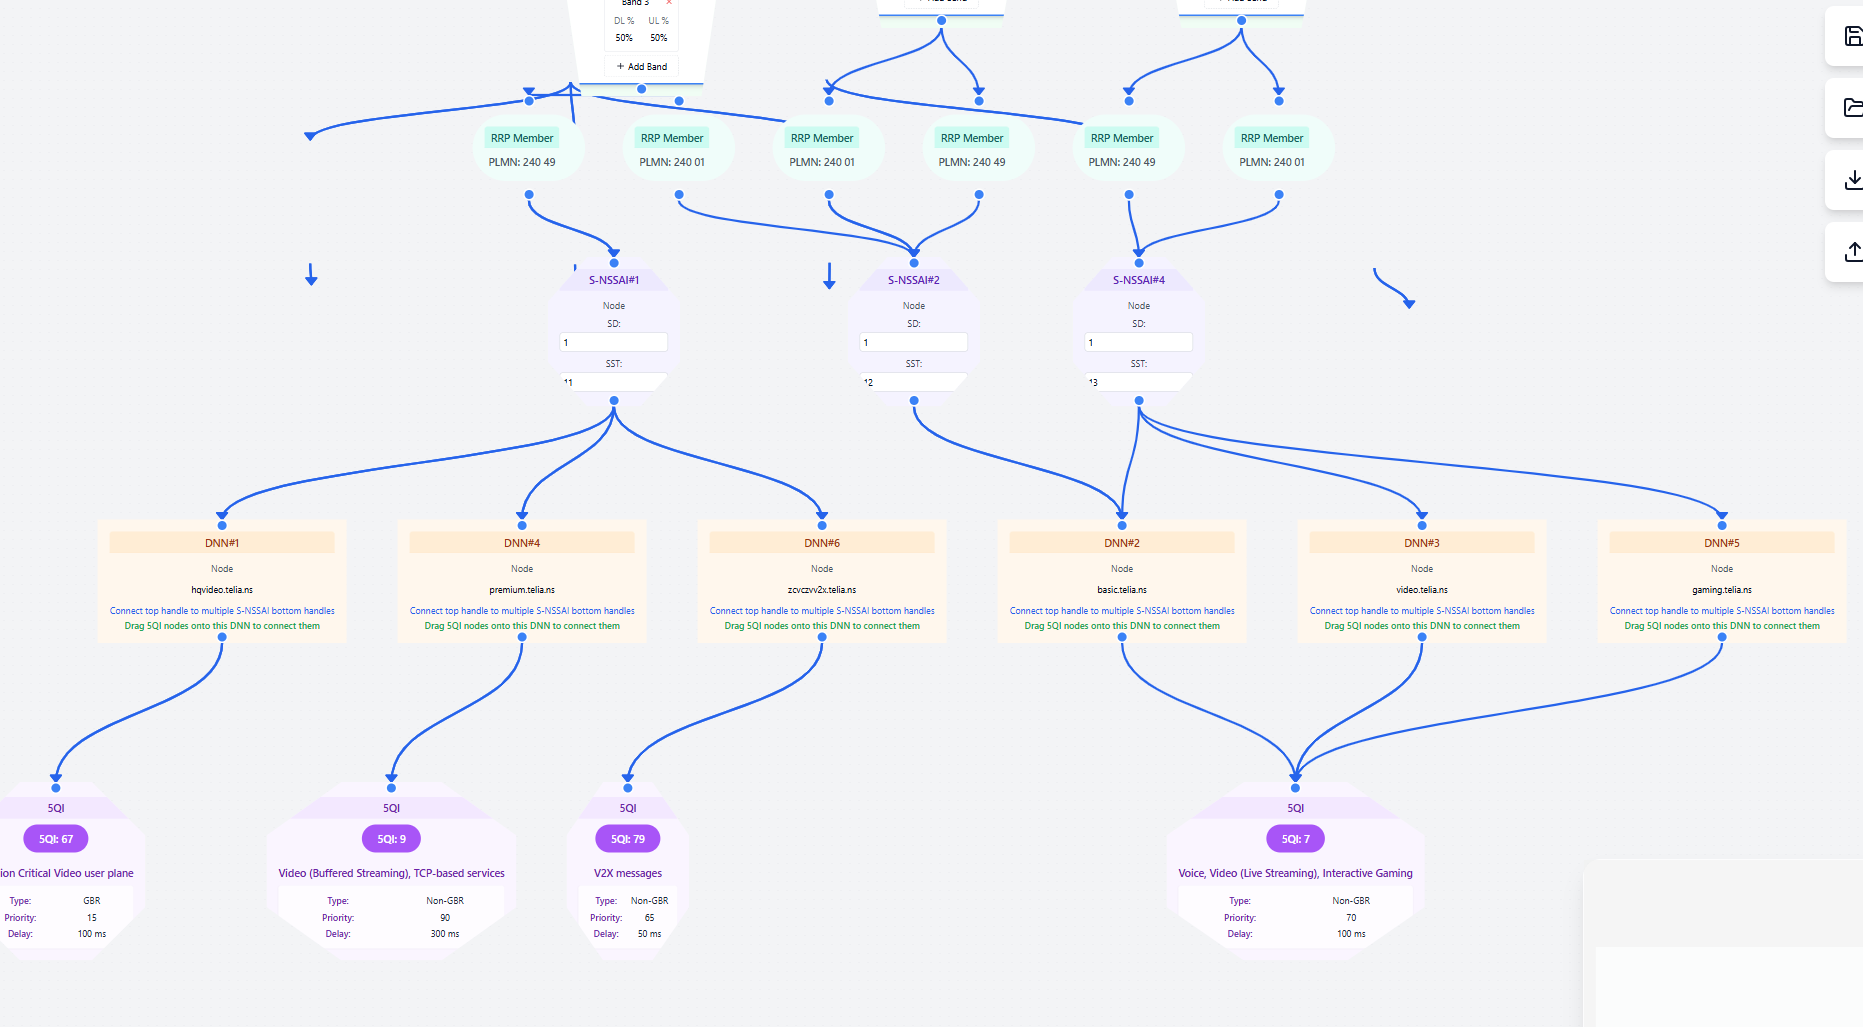 Band 3 ×
DL % UL %
50% 50%
+ Add Band
RRP Member
PLMN: 240 49
RRP Member
PLMN: 240 01
RRP Member
PLMN: 240 01
RRP Member
PLMN: 240 49
RRP Member
PLMN: 240 49
RRP Member
PLMN: 240 01
S-NSSAI#1
Node
SD:
1
SST:
11
S-NSSAI#2
Node
SD:
1
SST:
12
S-NSSAI#4
Node
SD:
1
SST:
13
DNN#1
Node
hqvideo.telia.ns
Connect top handle to multiple S-NSSAI bottom handles
Drag 5QI nodes onto this DNN to connect them
DNN#4
Node
premium.telia.ns
Connect top handle to multiple S-NSSAI bottom handles
Drag 5QI nodes onto this DNN to connect them
DNN#6
Node
zcvczvv2x.telia.ns
Connect top handle to multiple S-NSSAI bottom handles
Drag 5QI nodes onto this DNN to connect them
DNN#2
Node
basic.telia.ns
Connect top handle to multiple S-NSSAI bottom handles
Drag 5QI nodes onto this DNN to connect them
DNN#3
Node
video.telia.ns
Connect top handle to multiple S-NSSAI bottom handles
Drag 5QI nodes onto this DNN to connect them
DNN#5
Node
gaming.telia.ns
Connect top handle to multiple S-NSSAI bottom handles
Drag 5QI nodes onto this DNN to connect them
5QI
5QI: 67
ion Critical Video user plane
Type: GBR
Priority: 15
Delay: 100 ms
5QI
5QI: 9
Video (Buffered Streaming), TCP-based services
Type: Non-GBR
Priority: 90
Delay: 300 ms
5QI
5QI: 79
V2X messages
Type: Non-GBR
Priority: 65
Delay: 50 ms
5QI
5QI: 7
Voice, Video (Live Streaming), Interactive Gaming
Type: Non-GBR
Priority: 70
Delay: 100 ms